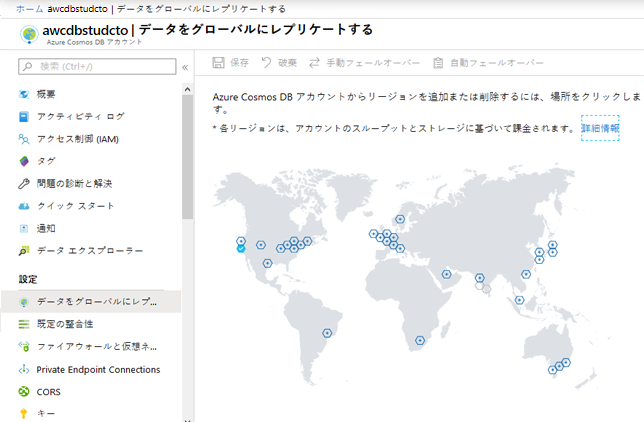 ホーム awcdbstudcto | データをグローバルにレプリケートする
awcdbstudcto | データをグローバルにレプリケートする
Azure Cosmos DB アカウント
検索 (Ctrl+/)
«
保存
破棄
手動フェールオーバー
自動フェールオーバー
概要
アクティビティ ログ
アクセス制御 (IAM)
タグ
問題の診断と解決
クイック スタート
通知
データ エクスプローラー
設定
データをグローバルにレプ...
既定の整合性
ファイアウォールと仮想ネ...
Private Endpoint Connections
CORS
キー
Azure Cosmos DB アカウントからリージョンを追加または削除するには、場所をクリックしま
す。
* 各リージョンは、アカウントのスループットとストレージに基づいて課金されます。 詳細情報